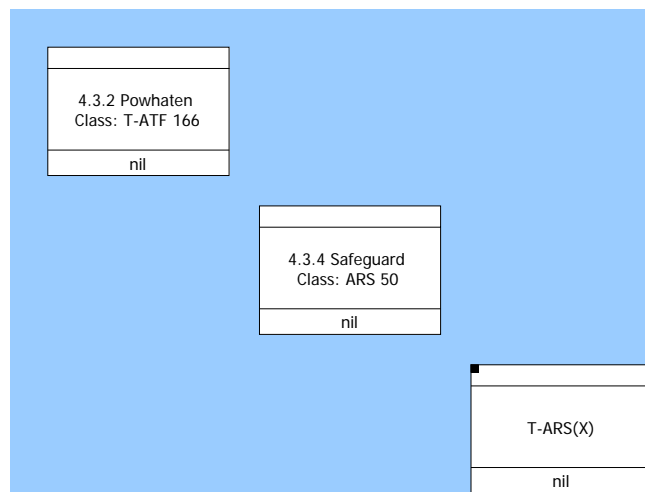 4.3.2 Powhaten
Class: T-ATF 166
nil
4.3.4 Safeguard
Class: ARS 50
nil
T-ARS(X)
nil